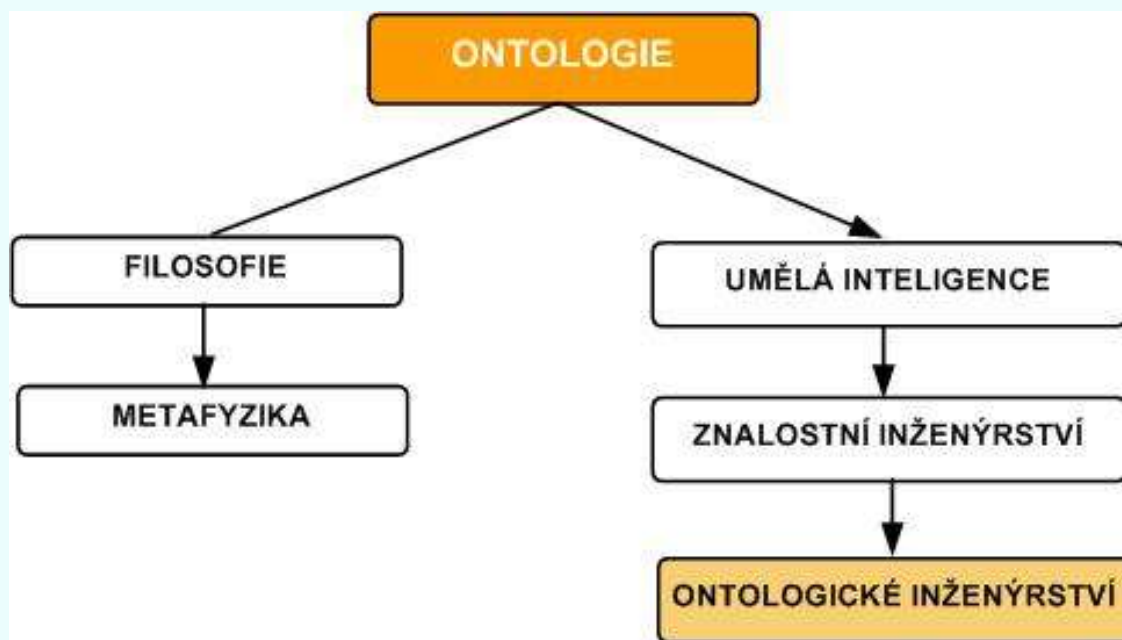 ONTOLOGIE
FILOSOFIE
UMĚLÁ INTELIGENCE
METAFYZIKA
ZNALOSTNÍ INŽENÝRSTVÍ
ONTOLOGICKÉ INŽENÝRSTVÍ